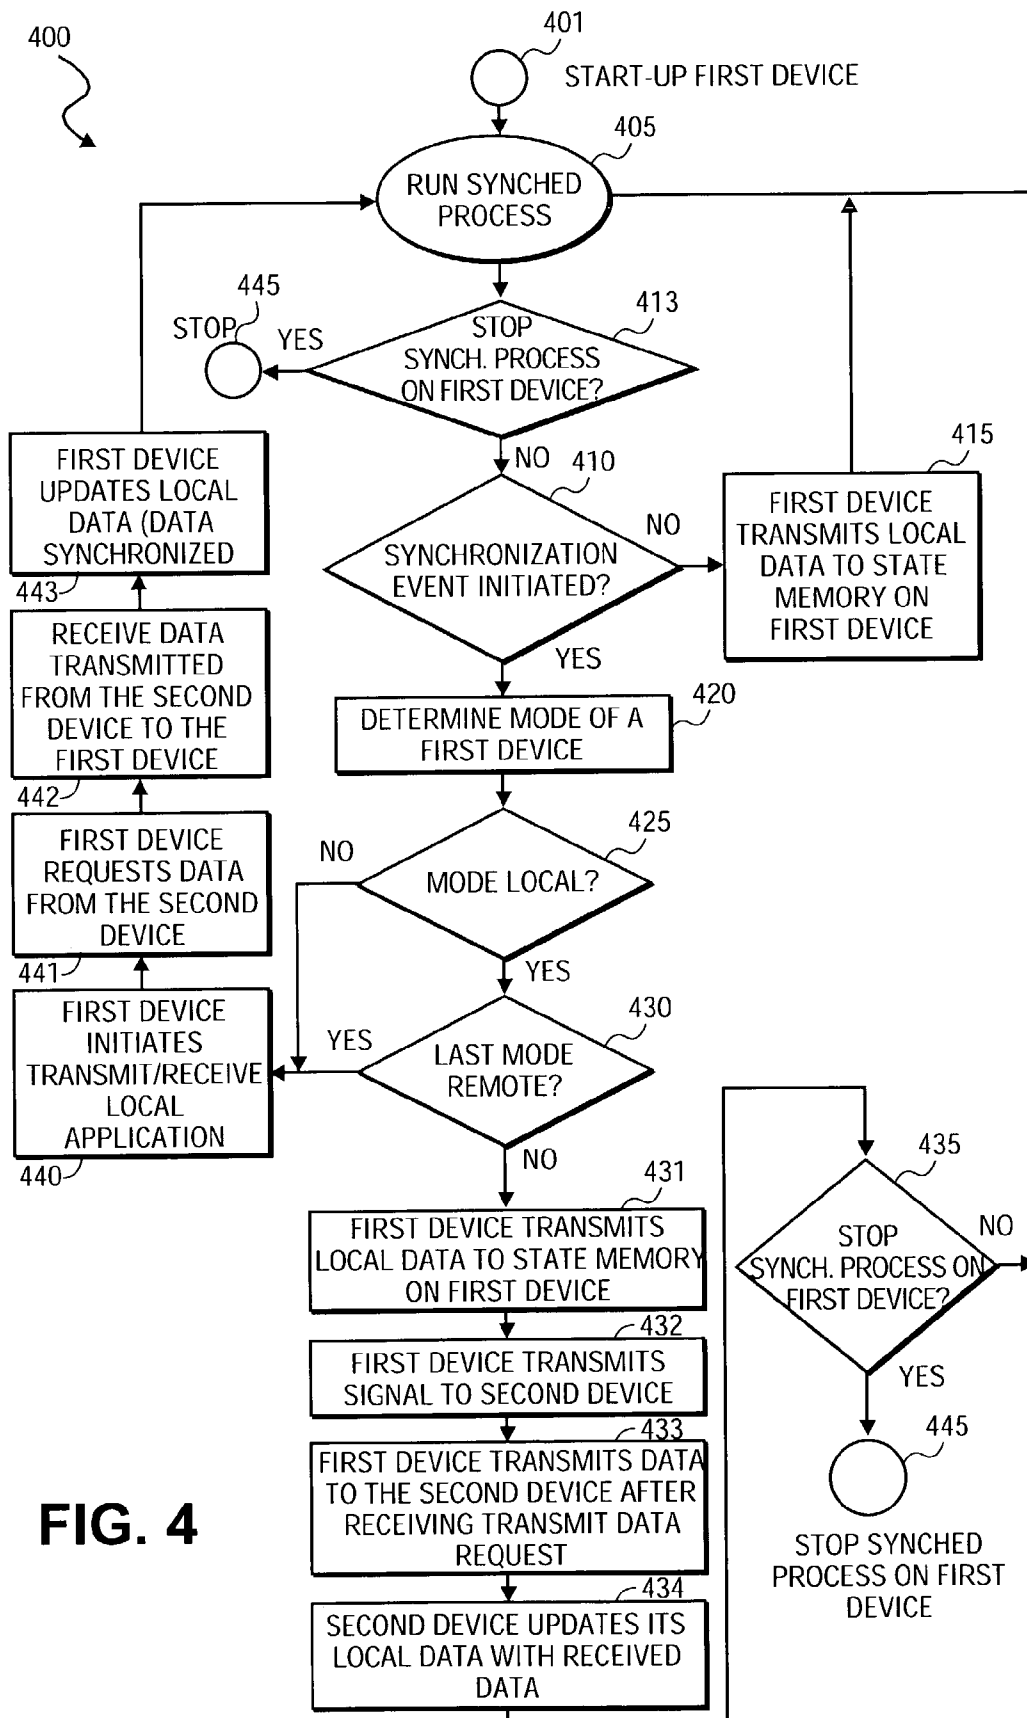 400
401
START-UP FIRST DEVICE
405
RUN SYNCHED
PROCESS
445
STOP
YES
413
STOP
SYNCH. PROCESS
ON FIRST DEVICE?
NO
410
SYNCHRONIZATION
EVENT INITIATED?
NO
YES
415
FIRST DEVICE
TRANSMITS LOCAL
DATA TO STATE
MEMORY ON
FIRST DEVICE
FIRST DEVICE
UPDATES LOCAL
DATA (DATA
SYNCHRONIZED
443
RECEIVE DATA
TRANSMITTED
FROM THE SECOND
DEVICE TO THE
FIRST DEVICE
442
FIRST DEVICE
REQUESTS DATA
FROM THE SECOND
DEVICE
441
FIRST DEVICE
INITIATES
TRANSMIT/RECEIVE
LOCAL
APPLICATION
440
420
DETERMINE MODE OF A
FIRST DEVICE
425
NO
MODE LOCAL?
YES
430
YES
LAST MODE
REMOTE?
NO
431
FIRST DEVICE TRANSMITS
LOCAL DATA TO STATE MEMORY
ON FIRST DEVICE
432
FIRST DEVICE TRANSMITS
SIGNAL TO SECOND DEVICE
433
FIRST DEVICE TRANSMITS DATA
TO THE SECOND DEVICE AFTER
RECEIVING TRANSMIT DATA
REQUEST
434
SECOND DEVICE UPDATES ITS
LOCAL DATA WITH RECEIVED
DATA
435
STOP
SYNCH. PROCESS ON
FIRST DEVICE?
NO
YES
445
STOP SYNCHED
PROCESS ON FIRST
DEVICE
FIG. 4